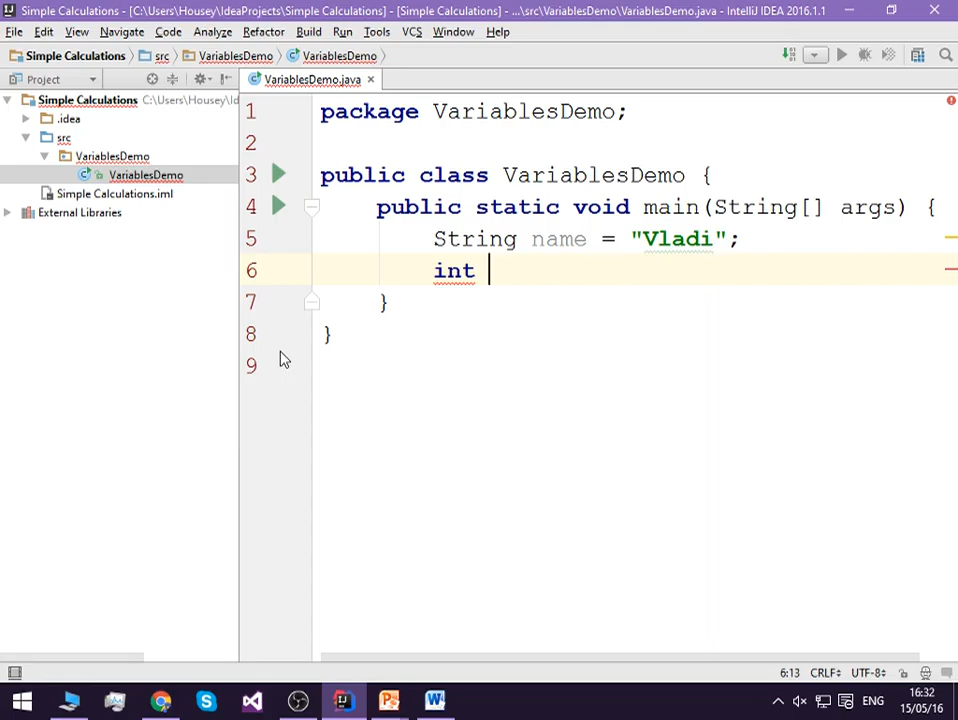 Simple Calculations - [C:\Users\Housey\IdeaProjects\Simple Calculations] - [Simple Calculations] - ...\src\VariablesDemo\VariablesDemo.java - IntelliJ IDEA 2016.1.1
File Edit View Navigate Code Analyze Refactor Build Run Tools VCS Window Help
Simple Calculations src VariablesDemo VariablesDemo
Project VariablesDemo.java
Simple Calculations C:\Users\Housey\Id
.idea
src
VariablesDemo
VariablesDemo
Simple Calculations.iml
External Libraries
1 package VariablesDemo;
2
3 public class VariablesDemo {
4 public static void main(String[] args) {
5 String name = "Vladi";
6 int
7 }
8 }
9
6:13 CRLF UTF-8
ENG 16:32
15/05/16